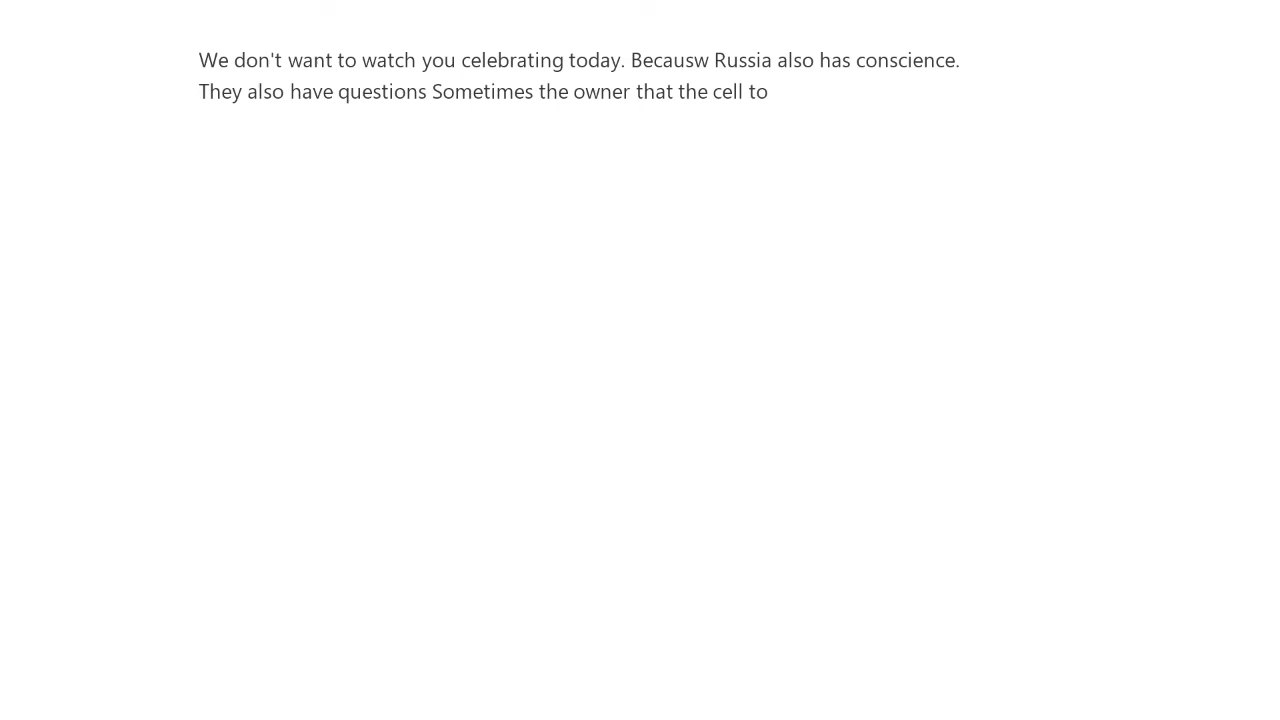 We don't want to watch you celebrating today. Becausw Russia also has conscience.
They also have questions Sometimes the owner that the cell to